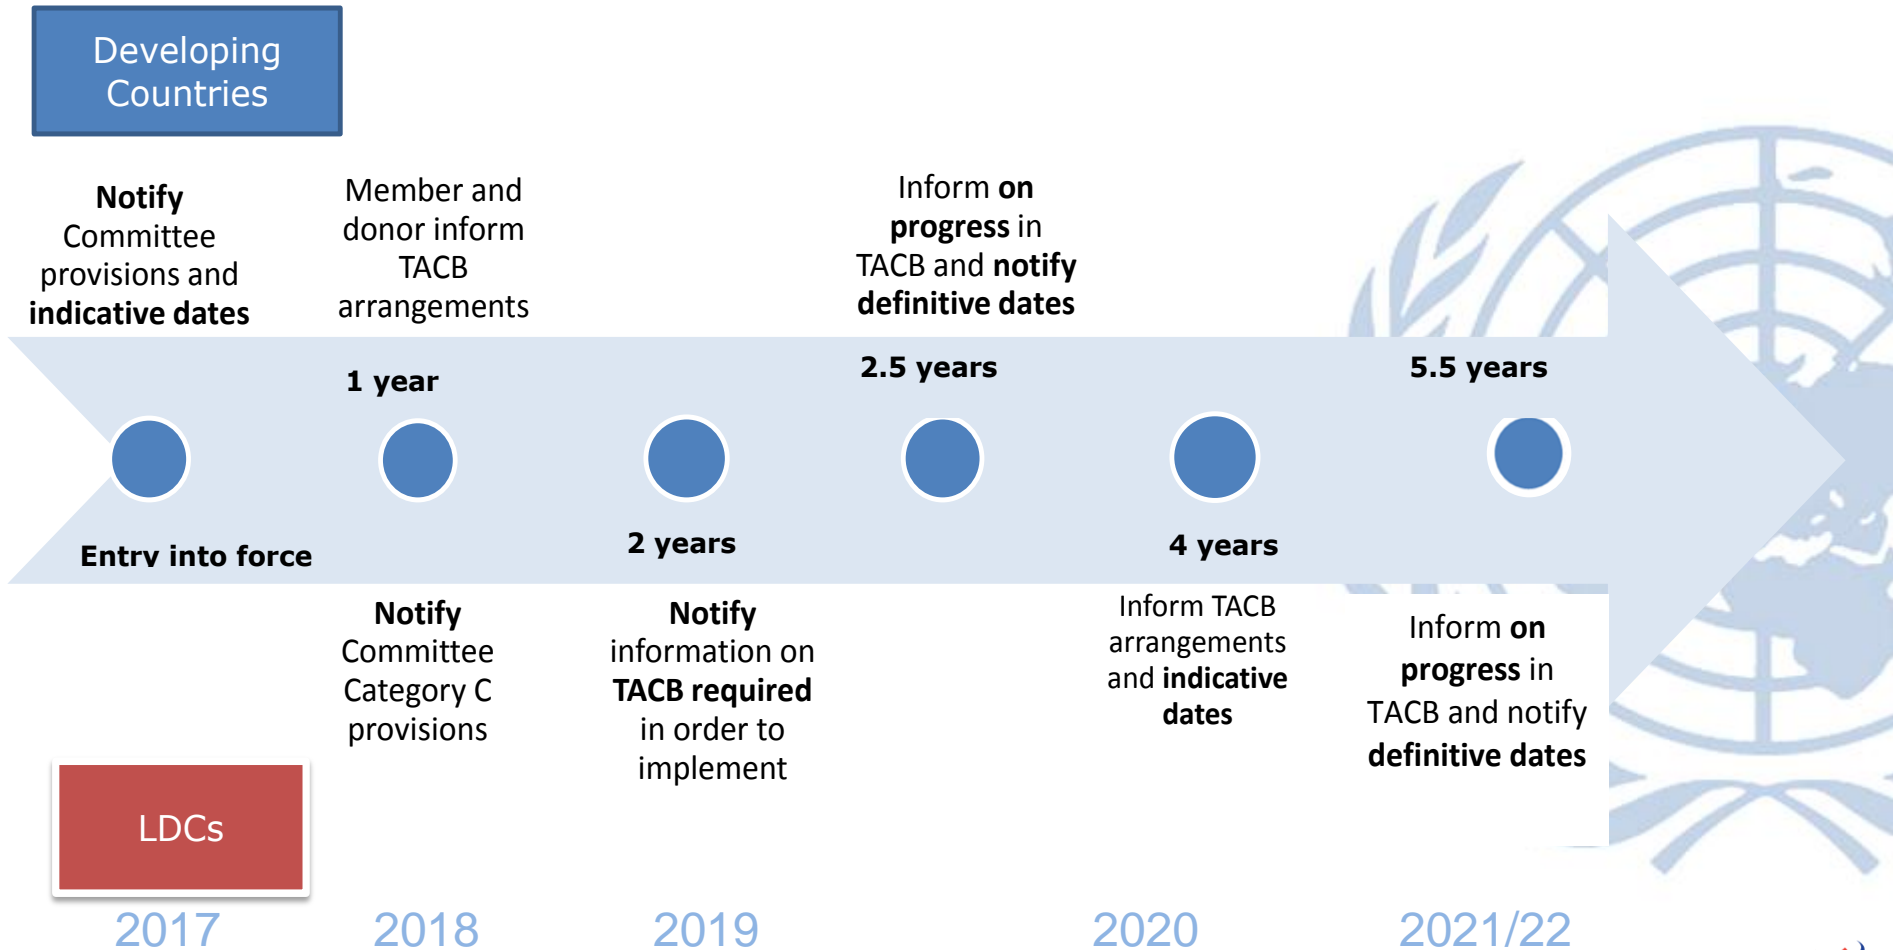 Developing
Countries
Notify
Committee
provisions and
indicative dates
Member and
donor inform
TACB
arrangements
Inform on
progress in
TACB and notify
definitive dates
1 year
2.5 years
5.5 years
Entry into force
2 years
4 years
Notify
Committee
Category C
provisions
Notify
information on
TACB required
in order to
implement
Inform TACB
arrangements
and indicative
dates
Inform on
progress in
TACB and notify
definitive dates
LDCs
2017
2018
2019
2020
2021/22